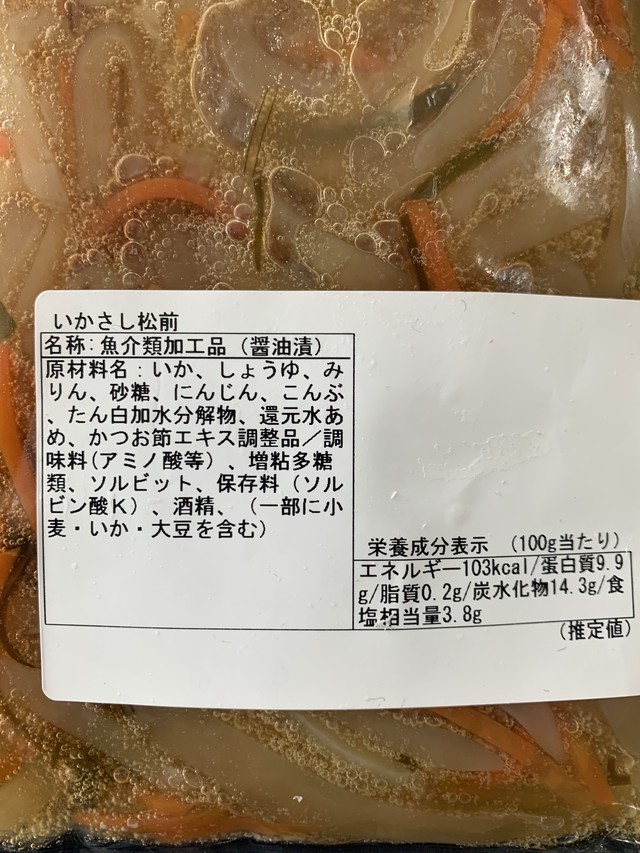 いかさし松前
名称:魚介類加工品（醤油漬）
原材料名：いか、しょうゆ、み
りん、砂糖、にんじん、こんぶ
、たん白加水分解物、還元水あ
め、かつお節エキス調整品／調
味料(アミノ酸等）、増粘多糖
類、ソルビット、保存料（ソル
ビン酸Ｋ）、酒精、（一部に小
麦・いか・大豆を含む）
栄養成分表示　（100g当たり）
エネルギー103kcal/蛋白質9.9
g/脂質0.2g/炭水化物14.3g/食
塩相当量3.8g
（推定値）